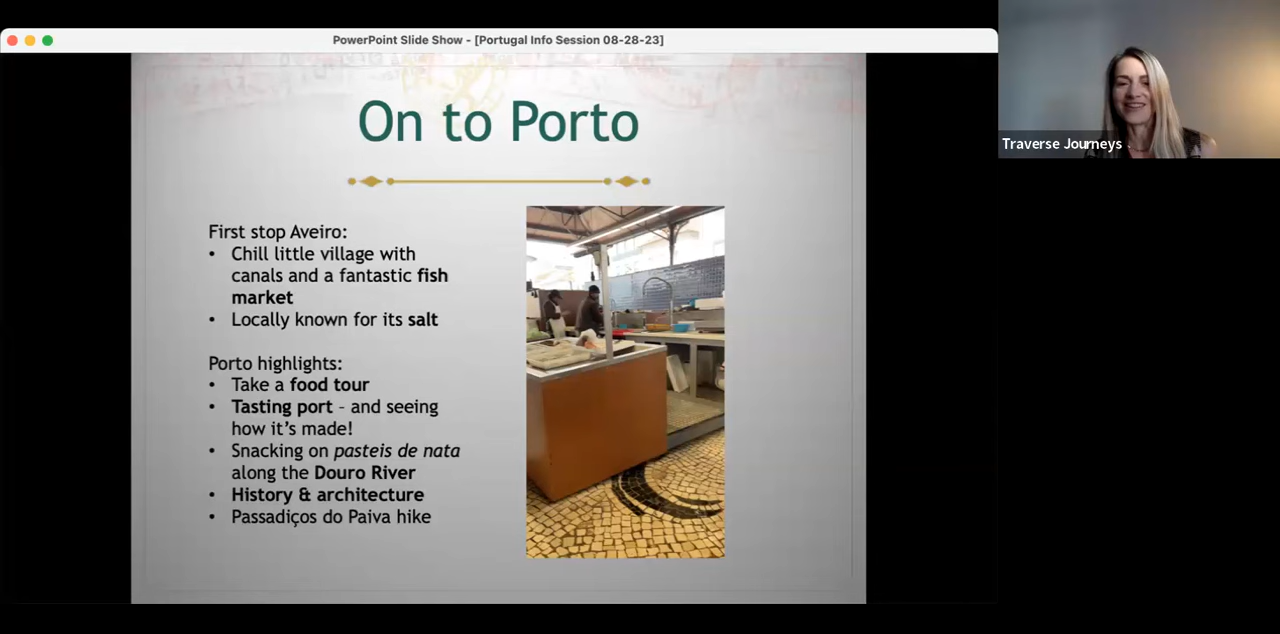 PowerPoint Slide Show - [Portugal Info Session 08-28-23]
Traverse Journeys
On to Porto
First stop Aveiro:
• Chill little village with
canals and a fantastic fish
market
• Locally known for its salt
Porto highlights:
• Take a food tour
• Tasting port – and seeing
how it's made!
• Snacking on pasteis de nata
along the Douro River
• History & architecture
• Passadiços do Paiva hike